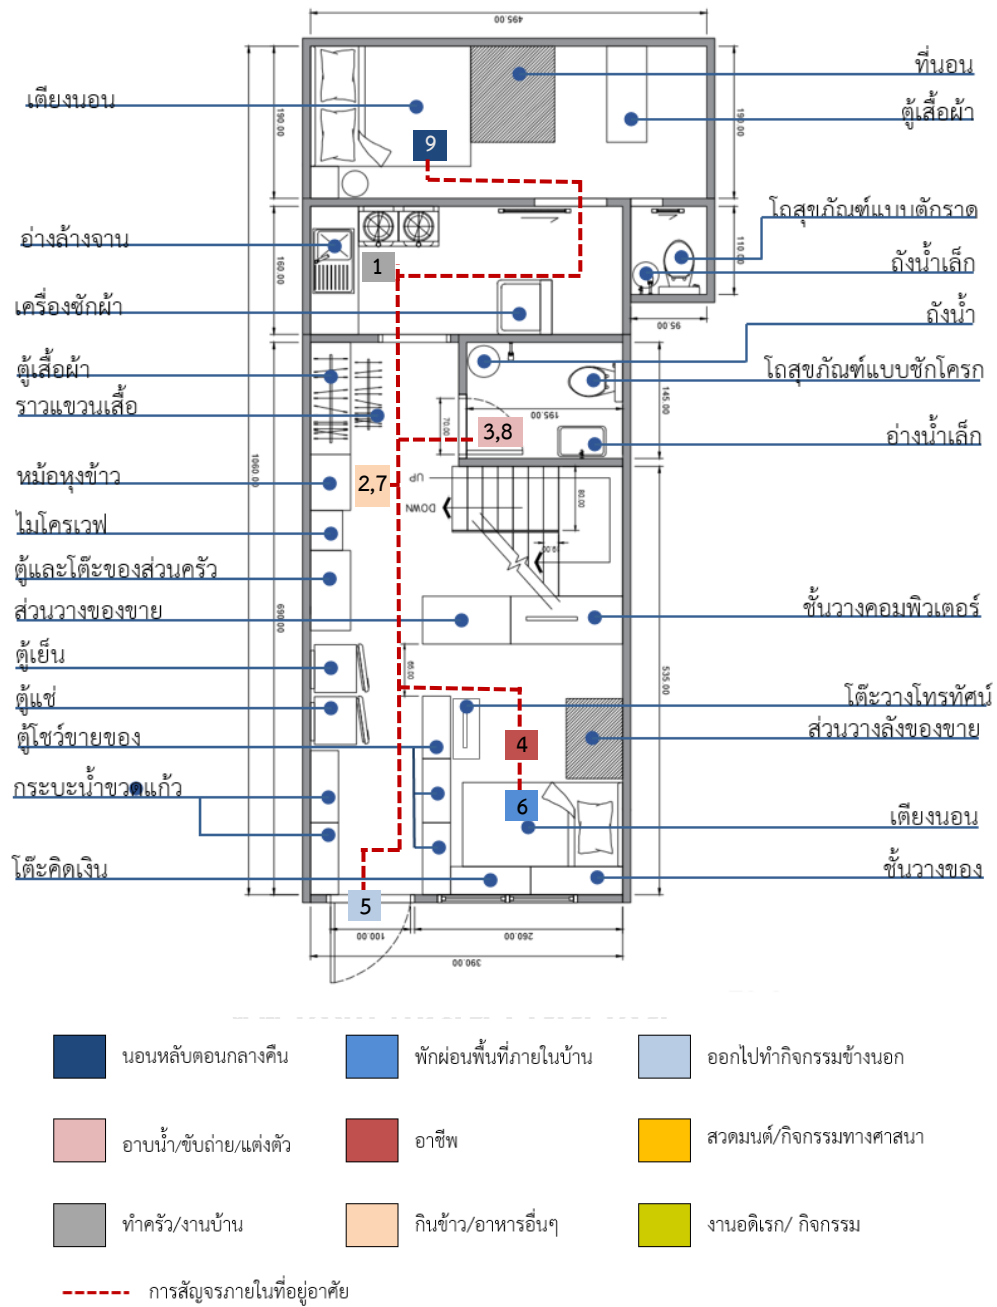 495.00
ที่นอน
เตียงนอน
ตู้เสื้อผ้า
190.00
190.00
9
โถสุขภัณฑ์แบบตักราด
อ่างล้างจาน
110.00
ถังน้ำเล็ก
160.00
1
เครื่องซักผ้า
ถังน้ำ
95.00
ตู้เสื้อผ้า
โถสุขภัณฑ์แบบชักโครก
ราวแขวนเสื้อ
145.00
195.00
70.00
3,8
อ่างน้ำเล็ก
1060.00
หม้อหุงข้าว
2,7
UP
DOWN
80.00
ไมโครเวฟ
ตู้และโต๊ะของส่วนครัว
ส่วนวางของขาย
ชั้นวางคอมพิวเตอร์
690.00
ตู้เย็น
535.00
ตู้แช่
โต๊ะวางโทรทัศน์
ตู้โชว์ขายของ
ส่วนวางลังของขาย
4
กระบะน้ำขวดแก้ว
6
เตียงนอน
โต๊ะคิดเงิน
ชั้นวางของ
5
100.00
260.00
390.00
นอนหลับตอนกลางคืน
พักผ่อนพื้นที่ภายในบ้าน
ออกไปทำกิจกรรมข้างนอก
อาบน้ำ/ขับถ่าย/แต่งตัว
อาชีพ
สวดมนต์/กิจกรรมทางศาสนา
ทำครัว/งานบ้าน
กินข้าว/อาหารอื่นๆ
งานอดิเรก/ กิจกรรม
การสัญจรภายในที่อยู่อาศัย